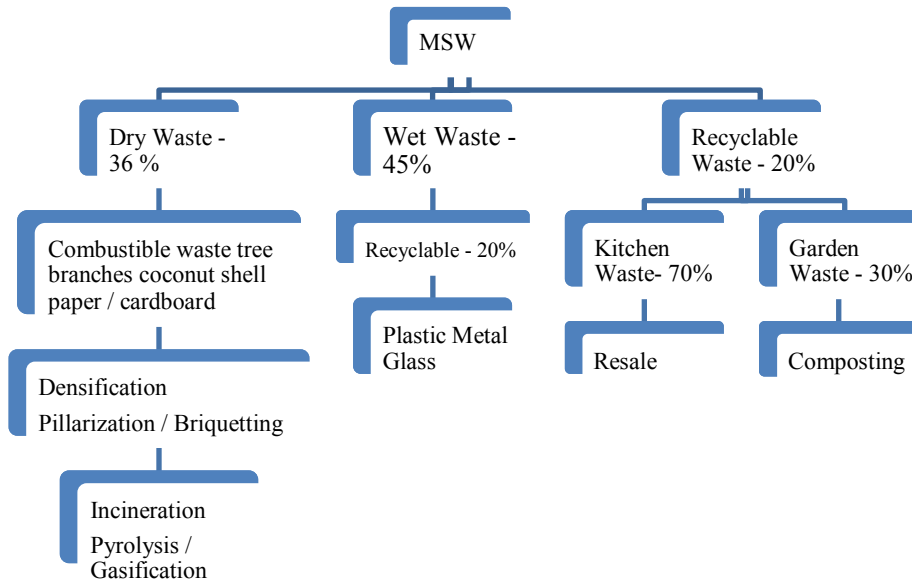 MSW
Dry Waste -
36 %
Wet Waste -
45%
Recyclable
Waste - 20%
Combustible waste tree
branches coconut shell
paper / cardboard
Recyclable - 20%
Kitchen
Waste- 70%
Garden
Waste - 30%
Densification
Pillarization / Briquetting
Plastic Metal
Glass
Resale
Composting
Incineration
Pyrolysis /
Gasification